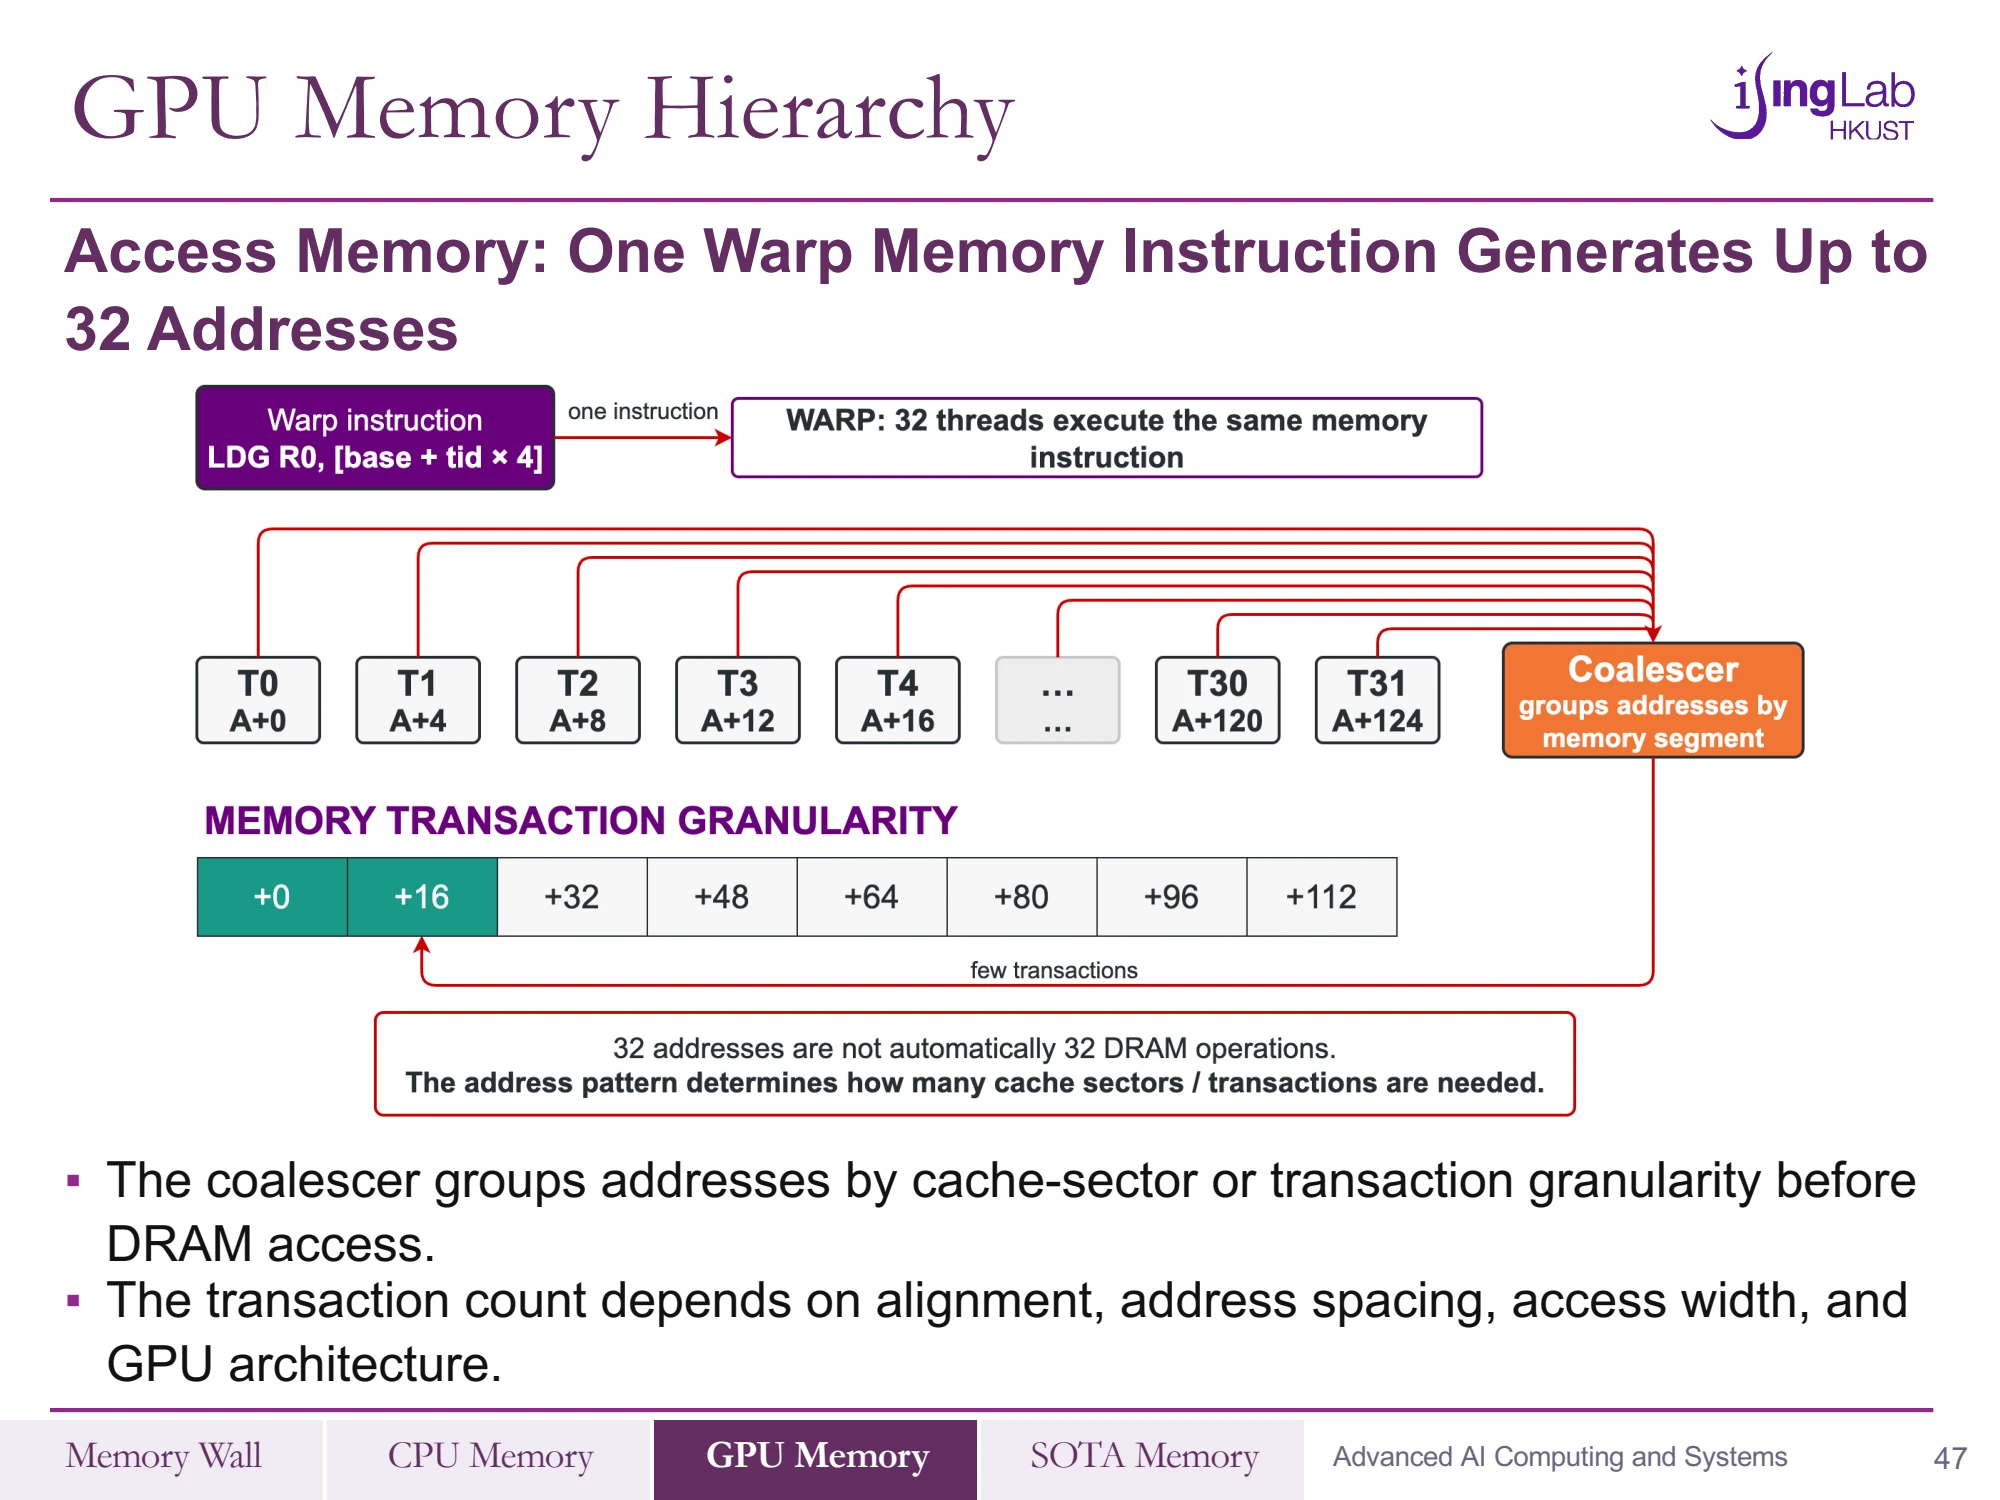 GPU Memory Hierarchy
isingLab
HKUST
Access Memory: One Warp Memory Instruction Generates Up to
32 Addresses
Warp instruction
LDG R0, [base + tid × 4]
one instruction
WARP: 32 threads execute the same memory
instruction
T0
A+0
T1
A+4
T2
A+8
T3
A+12
T4
A+16
...
...
T30
A+120
T31
A+124
Coalescer
groups addresses by
memory segment
MEMORY TRANSACTION GRANULARITY
+0
+16
+32
+48
+64
+80
+96
+112
few transactions
32 addresses are not automatically 32 DRAM operations.
The address pattern determines how many cache sectors / transactions are needed.
▪ The coalescer groups addresses by cache-sector or transaction granularity before
DRAM access.
▪ The transaction count depends on alignment, address spacing, access width, and
GPU architecture.
Memory Wall
CPU Memory
GPU Memory
SOTA Memory
Advanced AI Computing and Systems
47